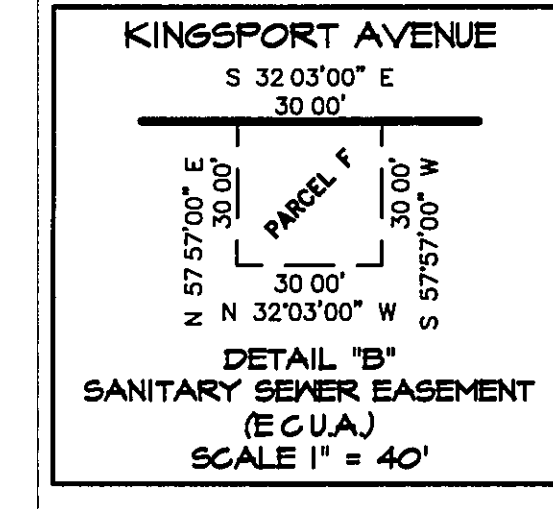 KINGSPORT AVENUE
S 32 03'00" E
30 00'
N 57 57'00" E
30 00'
PARCEL F
30 00'
S 57°57'00" W
30 00'
N 32°03'00" W
DETAIL "B"
SANITARY SEWER EASEMENT
(E C U.A.)
SCALE 1" = 40'